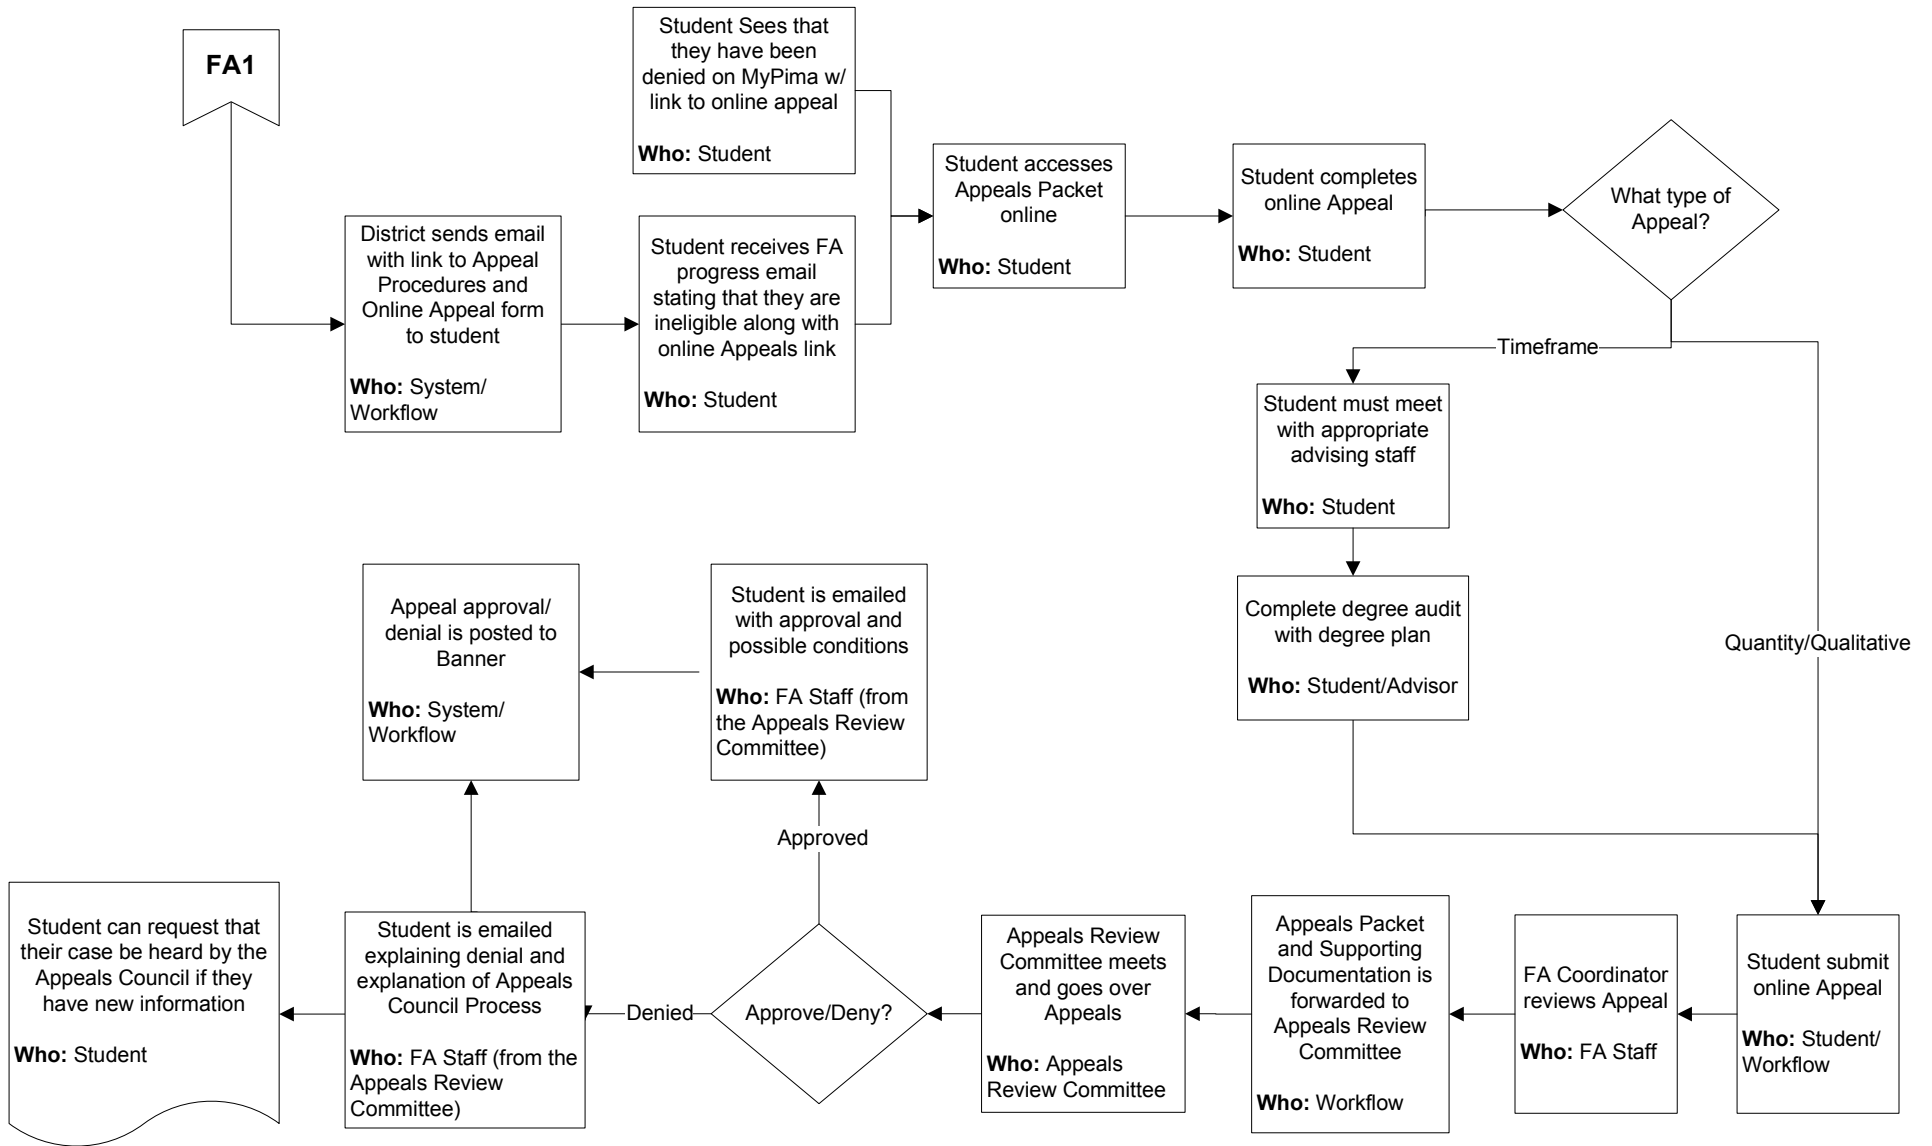 FA1
Student Sees that
they have been
denied on MyPima w/
link to online appeal
Who: Student
District sends email
with link to Appeal
Procedures and
Online Appeal form
to student
Who: System/
Workflow
Student receives FA
progress email
stating that they are
ineligible along with
online Appeals link
Who: Student
Student accesses
Appeals Packet
online
Who: Student
Student completes
online Appeal
Who: Student
What type of
Appeal?
Timeframe
Quantity/Qualitative
Student must meet
with appropriate
advising staff
Who: Student
Complete degree audit
with degree plan
Who: Student/Advisor
Student submit
online Appeal
Who: Student/
Workflow
FA Coordinator
reviews Appeal
Who: FA Staff
Appeals Packet
and Supporting
Documentation is
forwarded to
Appeals Review
Committee
Who: Workflow
Appeals Review
Committee meets
and goes over
Appeals
Who: Appeals
Review Committee
Approve/Deny?
Approved
Student is emailed
with approval and
possible conditions
Who: FA Staff (from
the Appeals Review
Committee)
Appeal approval/
denial is posted to
Banner
Who: System/
Workflow
Denied
Student is emailed
explaining denial and
explanation of Appeals
Council Process
Who: FA Staff (from the
Appeals Review
Committee)
Student can request that
their case be heard by the
Appeals Council if they
have new information
Who: Student